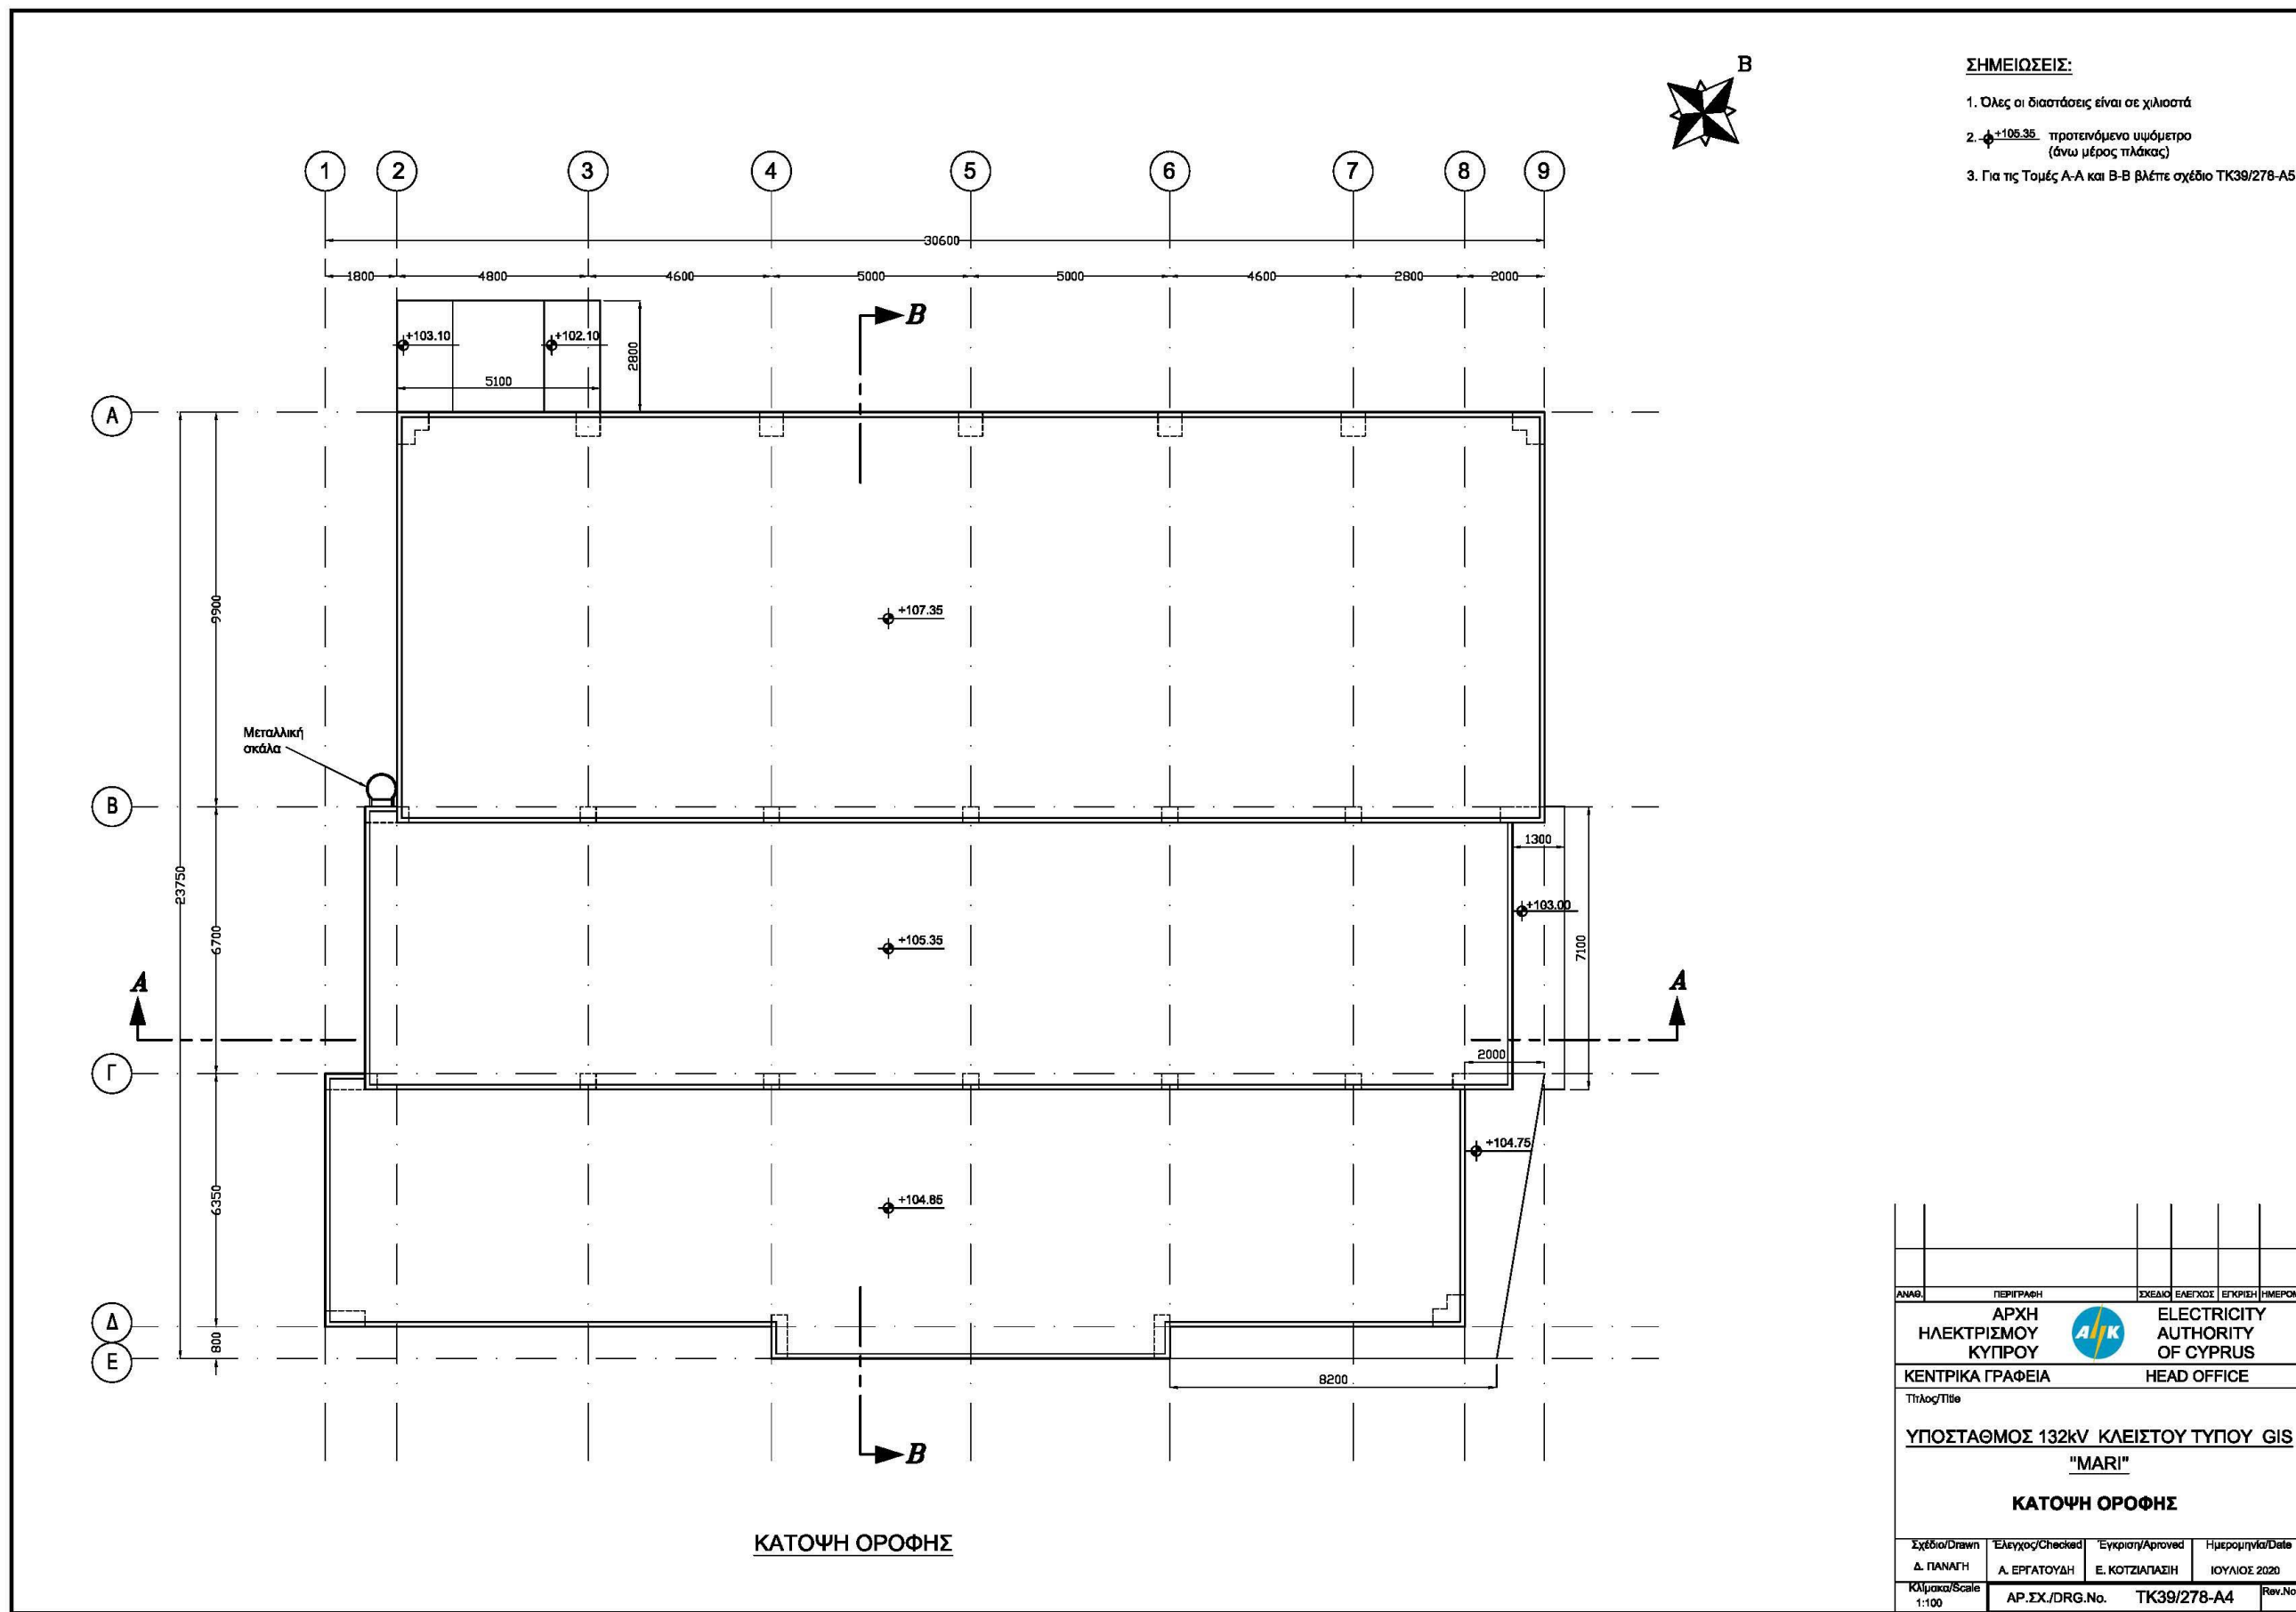 B
ΣΗΜΕΙΩΣΕΙΣ:
1. Όλες οι διαστάσεις είναι σε χιλιοστά
2. +105.35 προτεινόμενο υψόμετρο
(άνω μέρος πλάκας)
3. Για τις Τομές Α-Α και Β-Β βλέπε σχέδιο TK39/278-A5
1 2 3 4 5 6 7 8 9
30600
1800 4800 4600 5000 5000 4600 2800 2000
B
+103.10 +102.10
2800
5100
A
9900
+107.35
Μεταλλική
σκάλα
B
1300
23750
+103.00
6700
+105.35
7100
A A
2000
Γ
+104.75
6350
+104.85
Δ
800
E
8200
B
ΚΑΤΟΨΗ ΟΡΟΦΗΣ
ΑΝΑΘ. ΠΕΡΙΓΡΑΦΗ ΣΧΕΔΙΟ ΕΛΕΓΧΟΣ ΕΓΚΡΙΣΗ ΗΜΕΡΟΜ
ΑΡΧΗ
ΗΛΕΚΤΡΙΣΜΟΥ
ΚΥΠΡΟΥ
ΑΗΚ
ELECTRICITY
AUTHORITY
OF CYPRUS
ΚΕΝΤΡΙΚΑ ΓΡΑΦΕΙΑ HEAD OFFICE
Τίτλος/Title
ΥΠΟΣΤΑΘΜΟΣ 132kV ΚΛΕΙΣΤΟΥ ΤΥΠΟΥ GIS
"MARI"
ΚΑΤΟΨΗ ΟΡΟΦΗΣ
Σχέδιο/Drawn Έλεγχος/Checked Έγκριση/Aproved Ημερομηνία/Date
Δ. ΠΑΝΑΓΗ Α. ΕΡΓΑΤΟΥΔΗ Ε. ΚΟΤΖΙΑΠΑΣΙΗ ΙΟΥΛΙΟΣ 2020
Κλίμακα/Scale
1:100
ΑΡ.ΣΧ./DRG.No. TK39/278-A4 Rev.No